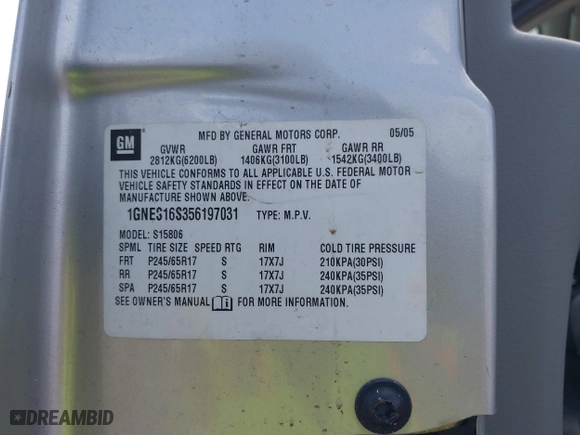 GM
MFD BY GENERAL MOTORS CORP. 05/05
GVWR GAWR FRT GAWR RR
2812KG(6200LB) 1406KG(3100LB) 1542KG(3400LB)
THIS VEHICLE CONFORMS TO ALL APPLICABLE U.S. FEDERAL MOTOR
VEHICLE SAFETY STANDARDS IN EFFECT ON THE DATE OF
MANUFACTURE SHOWN ABOVE.
1GNES16S356197031 TYPE: M.P.V.
MODEL: S15806
SPML TIRE SIZE SPEED RTG RIM COLD TIRE PRESSURE
FRT P245/65R17 S 17X7J 210KPA(30PSI)
RR P245/65R17 S 17X7J 240KPA(35PSI)
SPA P245/65R17 S 17X7J 240KPA(35PSI)
SEE OWNER'S MANUAL FOR MORE INFORMATION.
DREAMBID